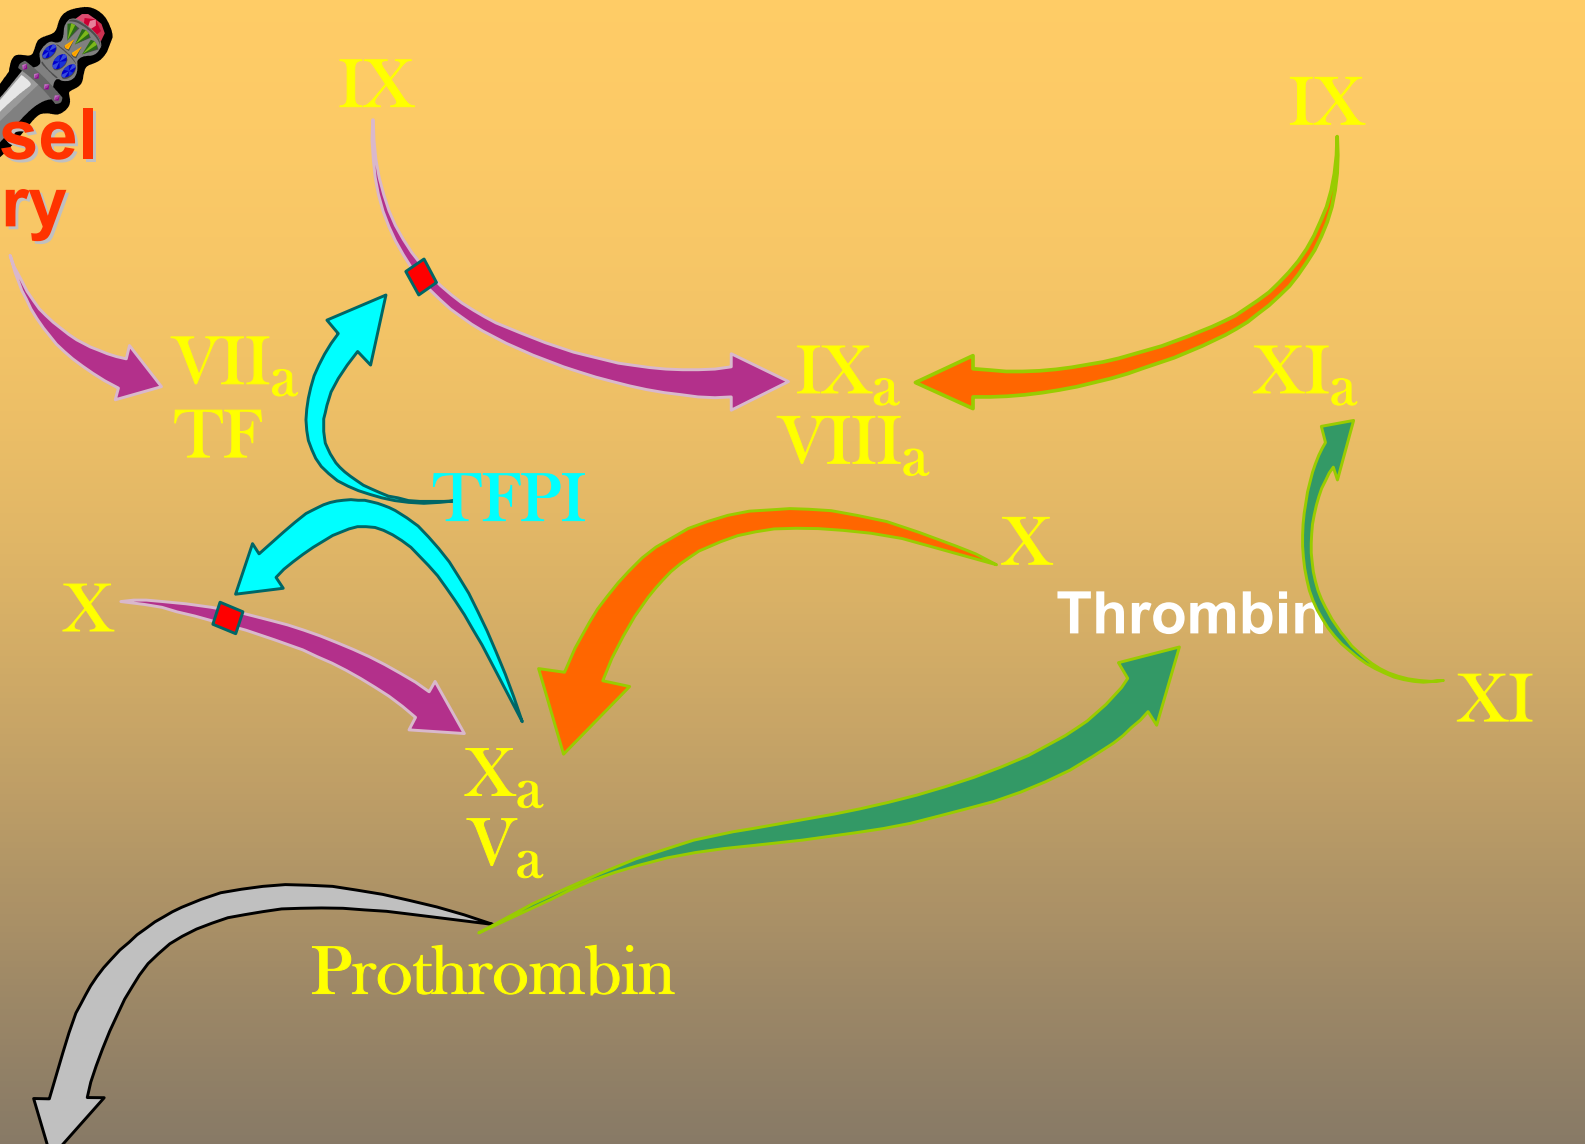 IX
IX
sel
ry
VIIa
TF
IXa
VIIIa
XIa
TFPI
X
X
Thrombin
XI
Xa
Va
Prothrombin